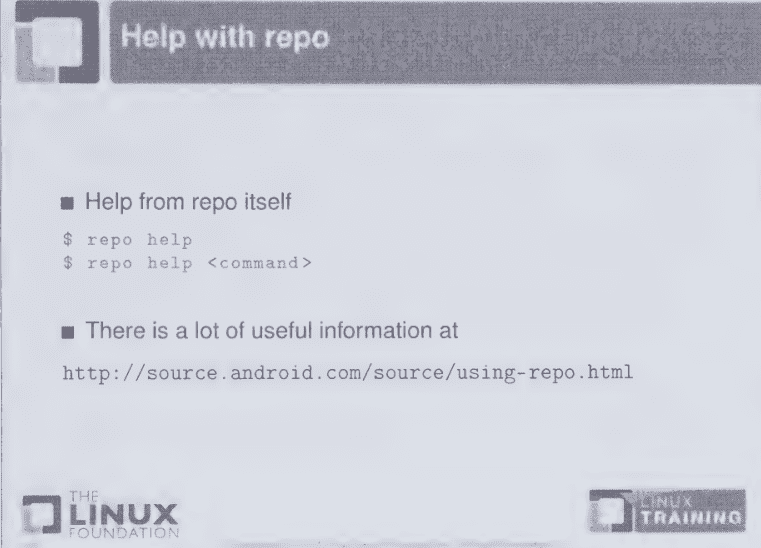 Help with repo
■ Help from repo itself
$ repo help
$ repo help <command>
■ There is a lot of useful information at
http://source.android.com/source/using-repo.html
THE
LINUX
FOUNDATION
LINUX
TRAINING